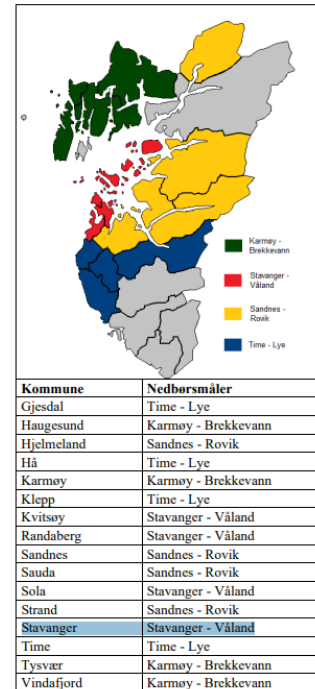 Karmøy -
Brekkevann
Stavanger -
Våland
Sandnes -
Rovik
Time - Lye
Kommune Nedbørsmåler
Gjesdal Time - Lye
Haugesund Karmøy - Brekkevann
Hjelmeland Sandnes - Rovik
Hå Time - Lye
Karmøy Karmøy - Brekkevann
Klepp Time - Lye
Kvitsøy Stavanger - Våland
Randaberg Stavanger - Våland
Sandnes Sandnes - Rovik
Sauda Sandnes - Rovik
Sola Stavanger - Våland
Strand Sandnes - Rovik
Stavanger Stavanger - Våland
Time Time - Lye
Tysvær Karmøy - Brekkevann
Vindafjord Karmøy - Brekkevann